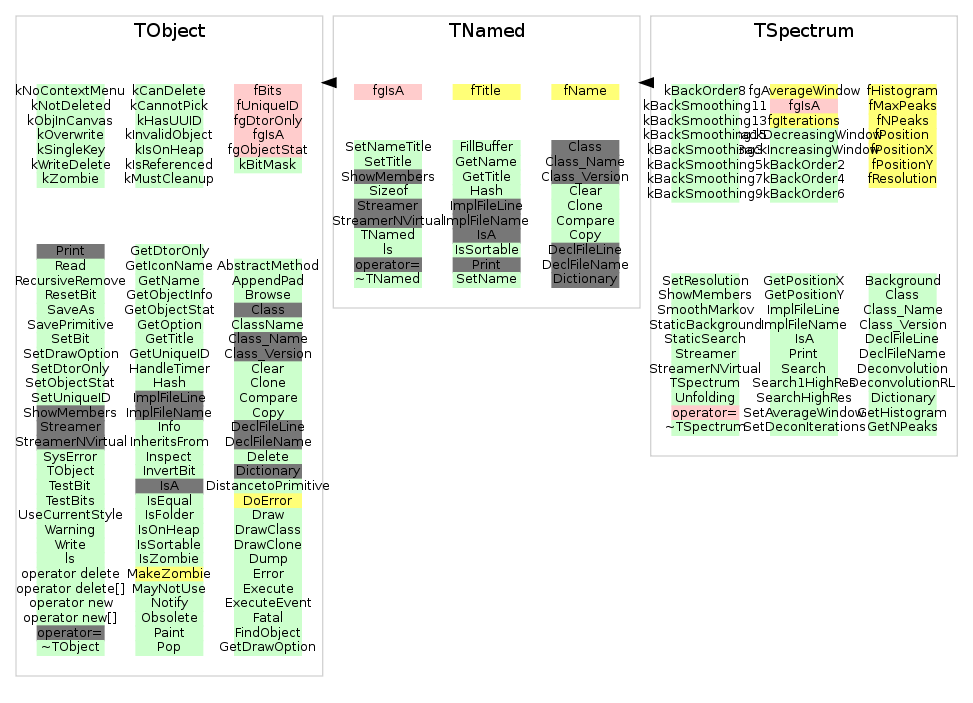 TObject
kNoContextMenu kCanDelete fBits
kNotDeleted kCannotPick fUniqueID
kObjInCanvas kHasUUID fgDtorOnly
kOverwrite kInvalidObject fgIsA
kSingleKey kIsOnHeap fgObjectStat
kWriteDelete kIsReferenced kBitMask
kZombie kMustCleanup
Print GetDtorOnly
Read GetIconName AbstractMethod
RecursiveRemove GetName AppendPad
ResetBit GetObjectInfo Browse
SaveAs GetObjectStat Class
SavePrimitive GetOption ClassName
SetBit GetTitle Class_Name
SetDrawOption GetUniqueID Class_Version
SetDtorOnly HandleTimer Clear
SetObjectStat Hash Clone
SetUniqueID ImplFileLine Compare
ShowMembers ImplFileName Copy
Streamer Info DeclFileLine
StreamerNVirtual InheritsFrom DeclFileName
SysError Inspect Delete
TObject InvertBit Dictionary
TestBit IsA DistancetoPrimitive
TestBits IsEqual DoError
UseCurrentStyle IsFolder Draw
Warning IsOnHeap DrawClass
Write IsSortable DrawClone
ls IsZombie Dump
operator delete MakeZombie Error
operator delete[] MayNotUse Execute
operator new Notify ExecuteEvent
operator new[] Obsolete Fatal
operator= Paint FindObject
~TObject Pop GetDrawOption
TNamed
fgIsA fTitle fName
SetNameTitle FillBuffer Class
SetTitle GetName Class_Name
ShowMembers GetTitle Class_Version
Sizeof Hash Clear
Streamer ImplFileLine Clone
StreamerNVirtual ImplFileName Compare
TNamed IsA Copy
ls IsSortable DeclFileLine
operator= Print DeclFileName
~TNamed SetName Dictionary
TSpectrum
kBackOrder8 fgAverageWindow fHistogram
kBackSmoothing11 fgIsA fMaxPeaks
kBackSmoothing13 fgIterations fNPeaks
kBackSmoothing15 kBackDecreasingWindow fPosition
kBackSmoothing3 kBackIncreasingWindow fPositionX
kBackSmoothing5 kBackOrder2 fPositionY
kBackSmoothing7 kBackOrder4 fResolution
kBackSmoothing9 kBackOrder6
SetResolution GetPositionX Background
ShowMembers GetPositionY Class
SmoothMarkov ImplFileLine Class_Name
StaticBackground ImplFileName Class_Version
StaticSearch IsA DeclFileLine
Streamer Print DeclFileName
StreamerNVirtual Search Deconvolution
TSpectrum Search1HighRes DeconvolutionRL
Unfolding SearchHighRes Dictionary
operator= SetAverageWindow GetHistogram
~TSpectrum SetDeconIterations GetNPeaks